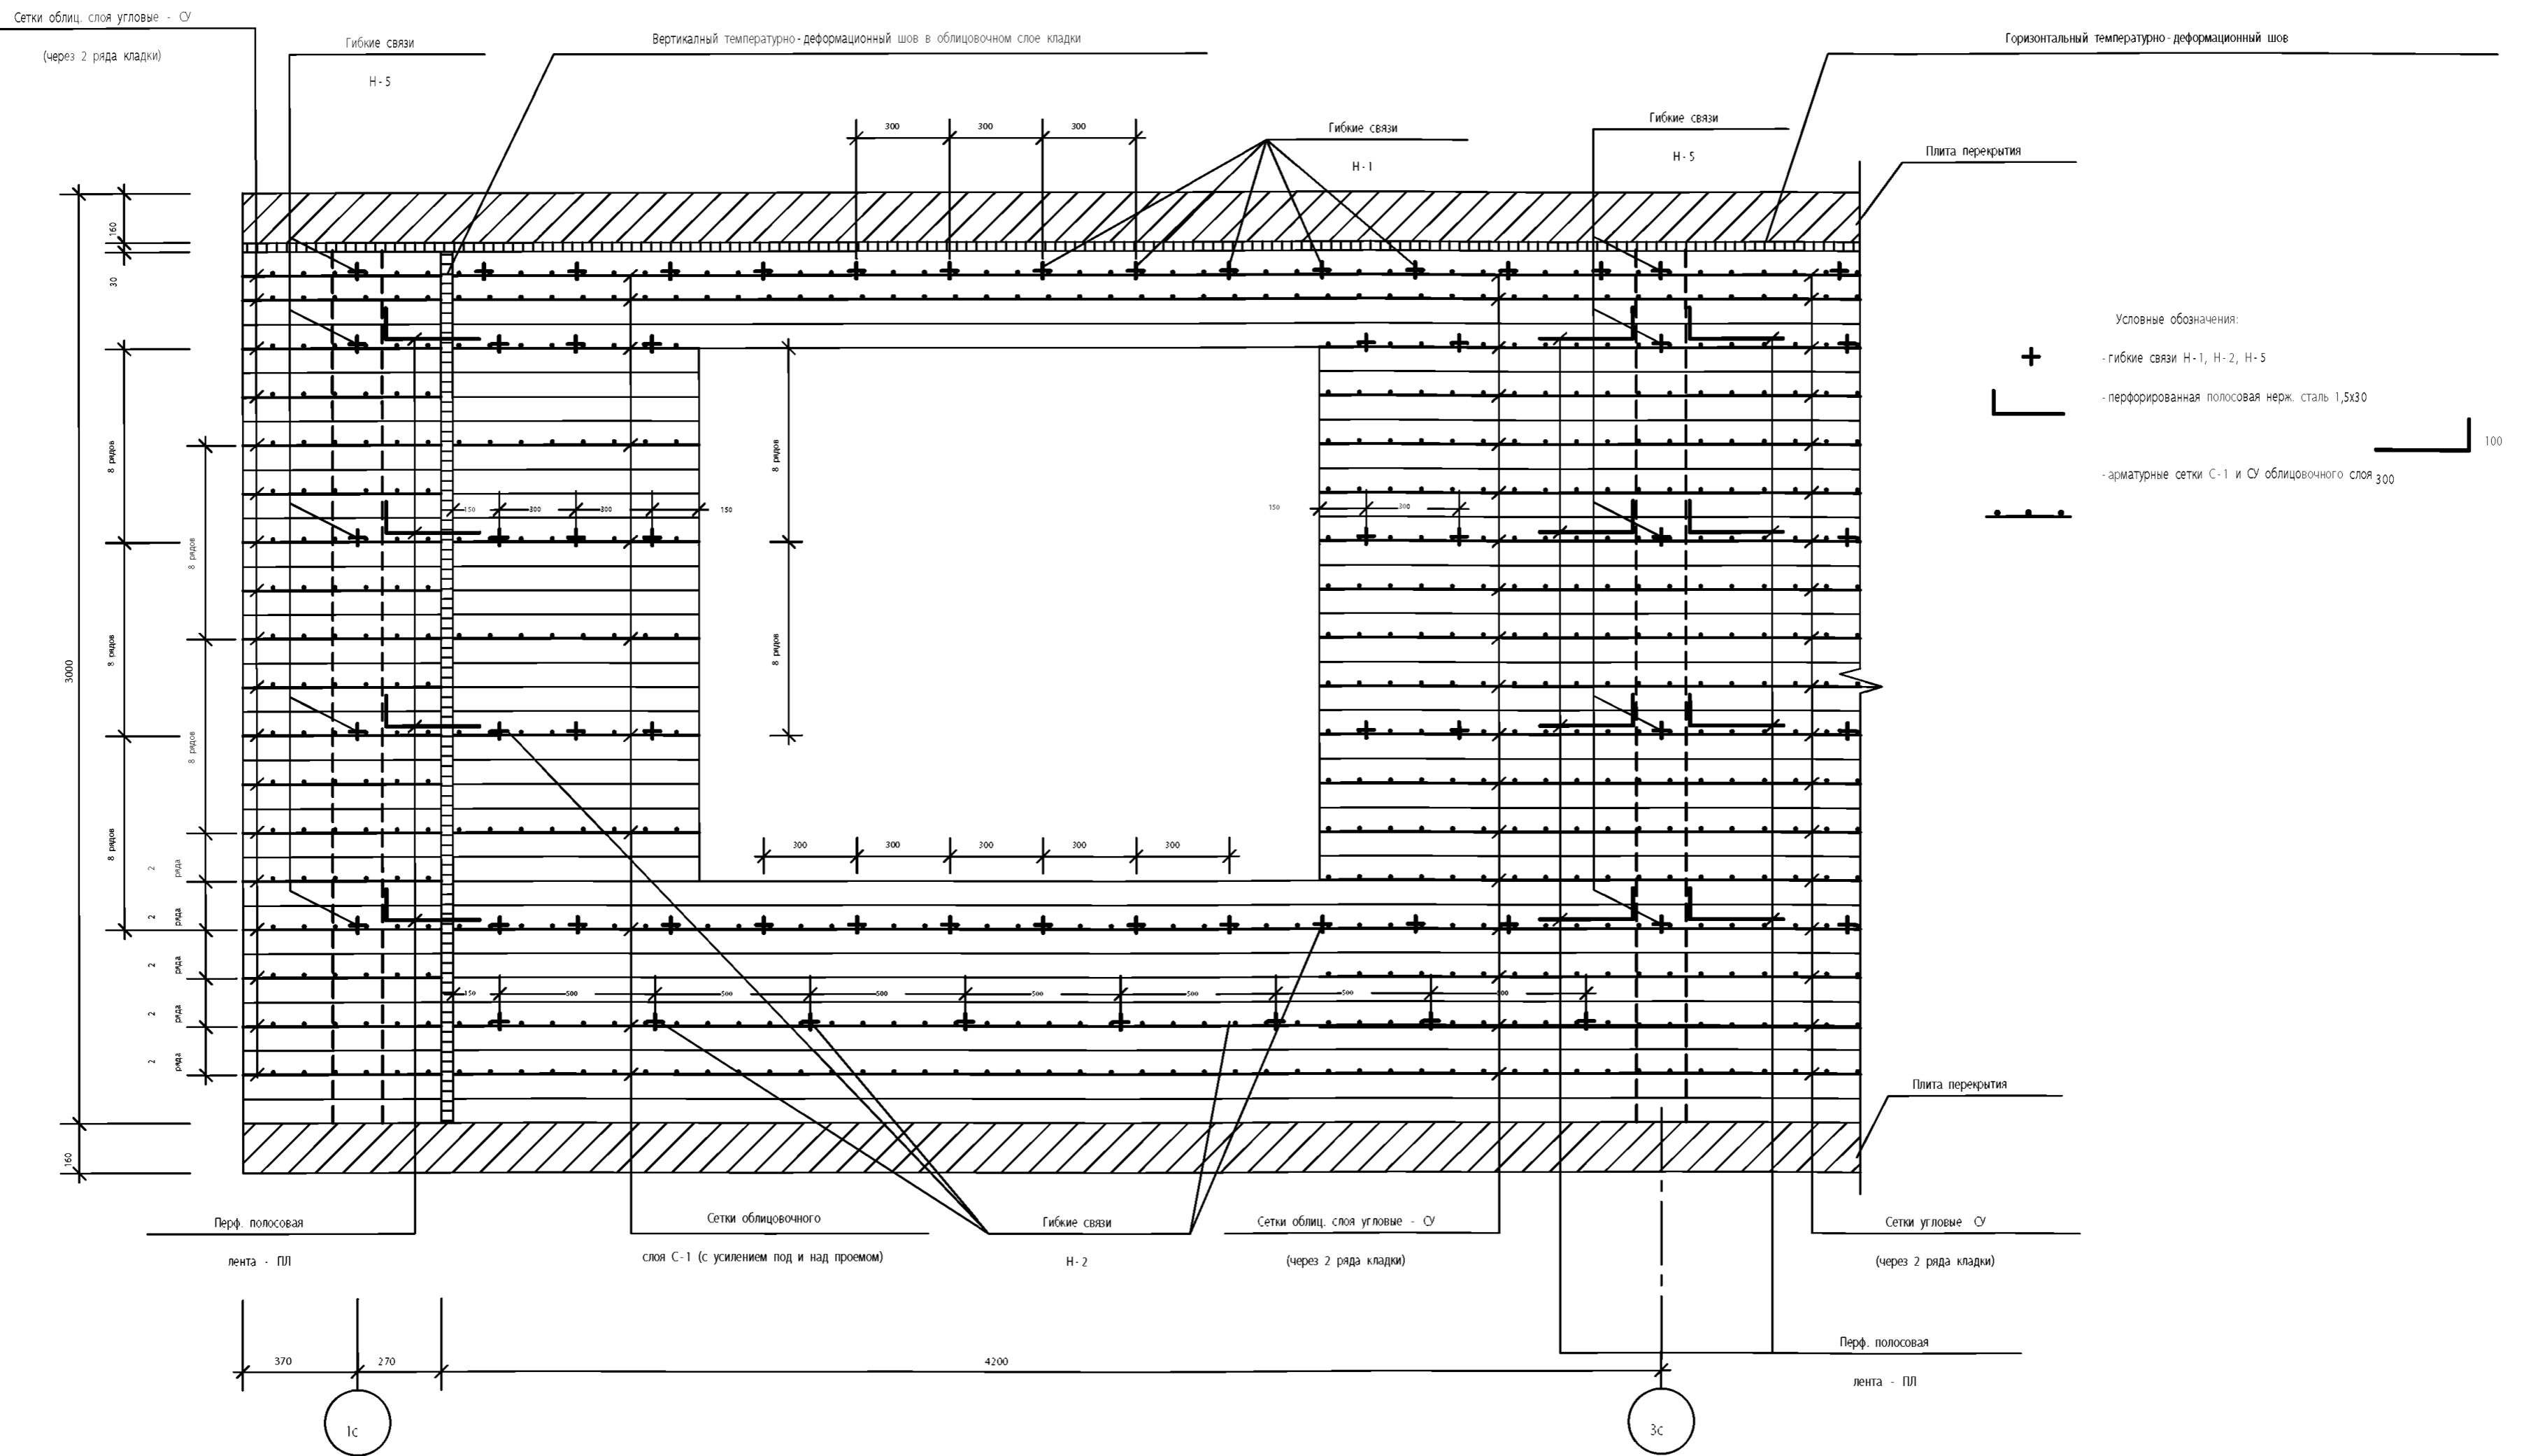 Сетки облиц. слоя угловые - СУ
(через 2 ряда кладки)
Гибкие связи
Н-5
Вертикалный температурно-деформационный шов в облицовочном слое кладки
Горизонтальный температурно-деформационный шов
300
300
300
Гибкие связи
Н-1
Гибкие связи
Н-5
Плита перекрытия
160
30
3000
160
8 рядов
8 рядов
8 рядов
8 рядов
8 рядов
2 ряда
2 ряда
2 ряда
2 ряда
2 ряда
8 рядов
8 рядов
150
300
300
150
150
300
300
300
300
300
300
150
500
500
500
500
500
500
500
Условные обозначения:
-гибкие связи Н-1, Н-2, Н-5
-перфорированная полосовая нерж. сталь 1,5х30
100
-арматурные сетки С-1 и СУ облицовочного слоя
300
Плита перекрытия
Перф. полосовая
лента - ПЛ
Сетки облицовочного
слоя С-1 (с усилением под и над проемом)
Гибкие связи
Н-2
Сетки облиц. слоя угловые - СУ
(через 2 ряда кладки)
Сетки угловые СУ
(через 2 ряда кладки)
Перф. полосовая
лента - ПЛ
370
270
4200
1с
3с